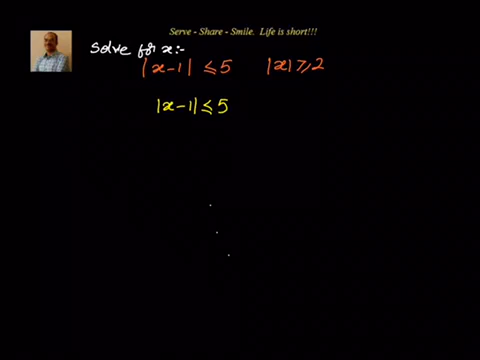 Serve - Share - Smile. Life is short!!!
Solve for x:-
|x-1| ≤ 5 |x| ≥ 2
|x-1| ≤ 5